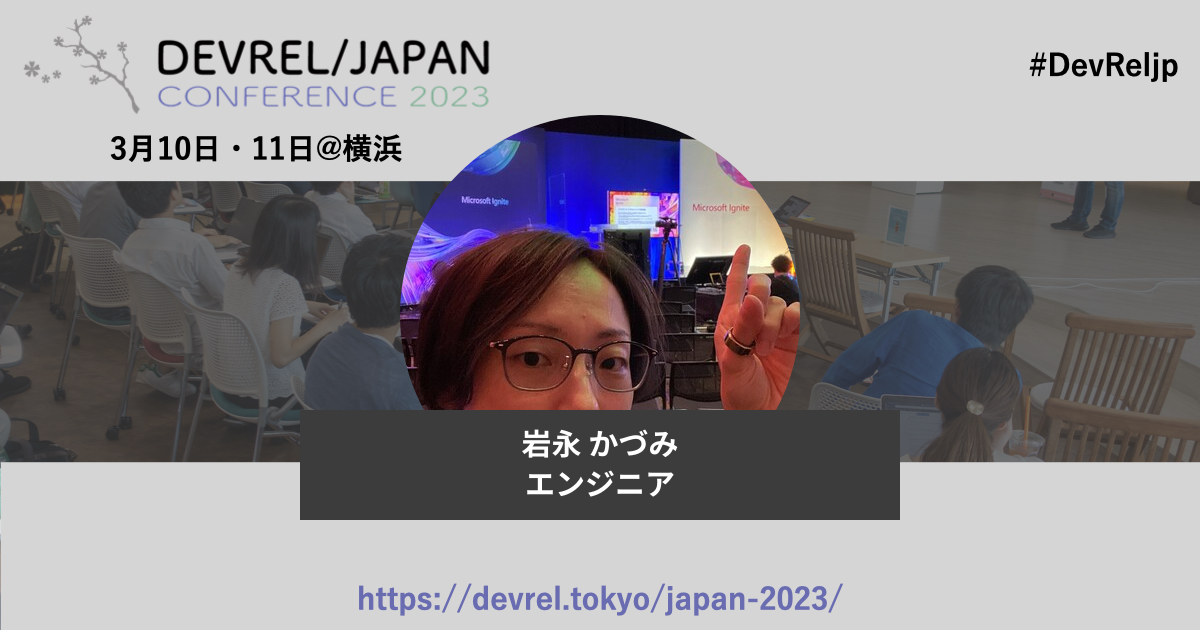 DEVREL/JAPAN
CONFERENCE 2023
#DevReljp
3月10日・11日@横浜
Microsoft Ignite
Microsoft Ignite
岩永 かづみ
エンジニア
https://devrel.tokyo/japan-2023/